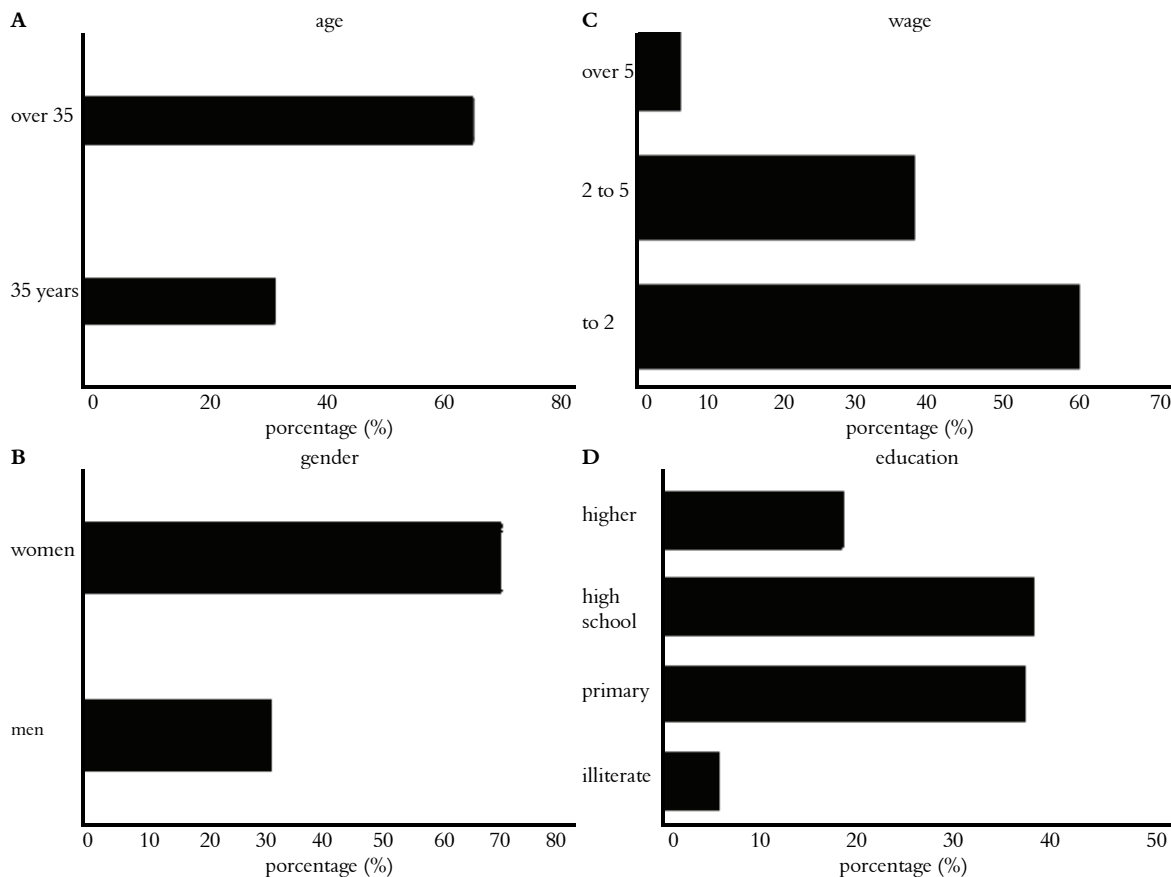 A
age
over 35
35 years
0 20 40 60 80
porcentage (%)
B
gender
women
men
0 10 20 30 40 50 60 70 80
porcentage (%)
C
wage
over 5
2 to 5
to 2
0 10 20 30 40 50 60 70
porcentage (%)
D
education
higher
high
school
primary
illiterate
0 10 20 30 40 50
porcentage (%)